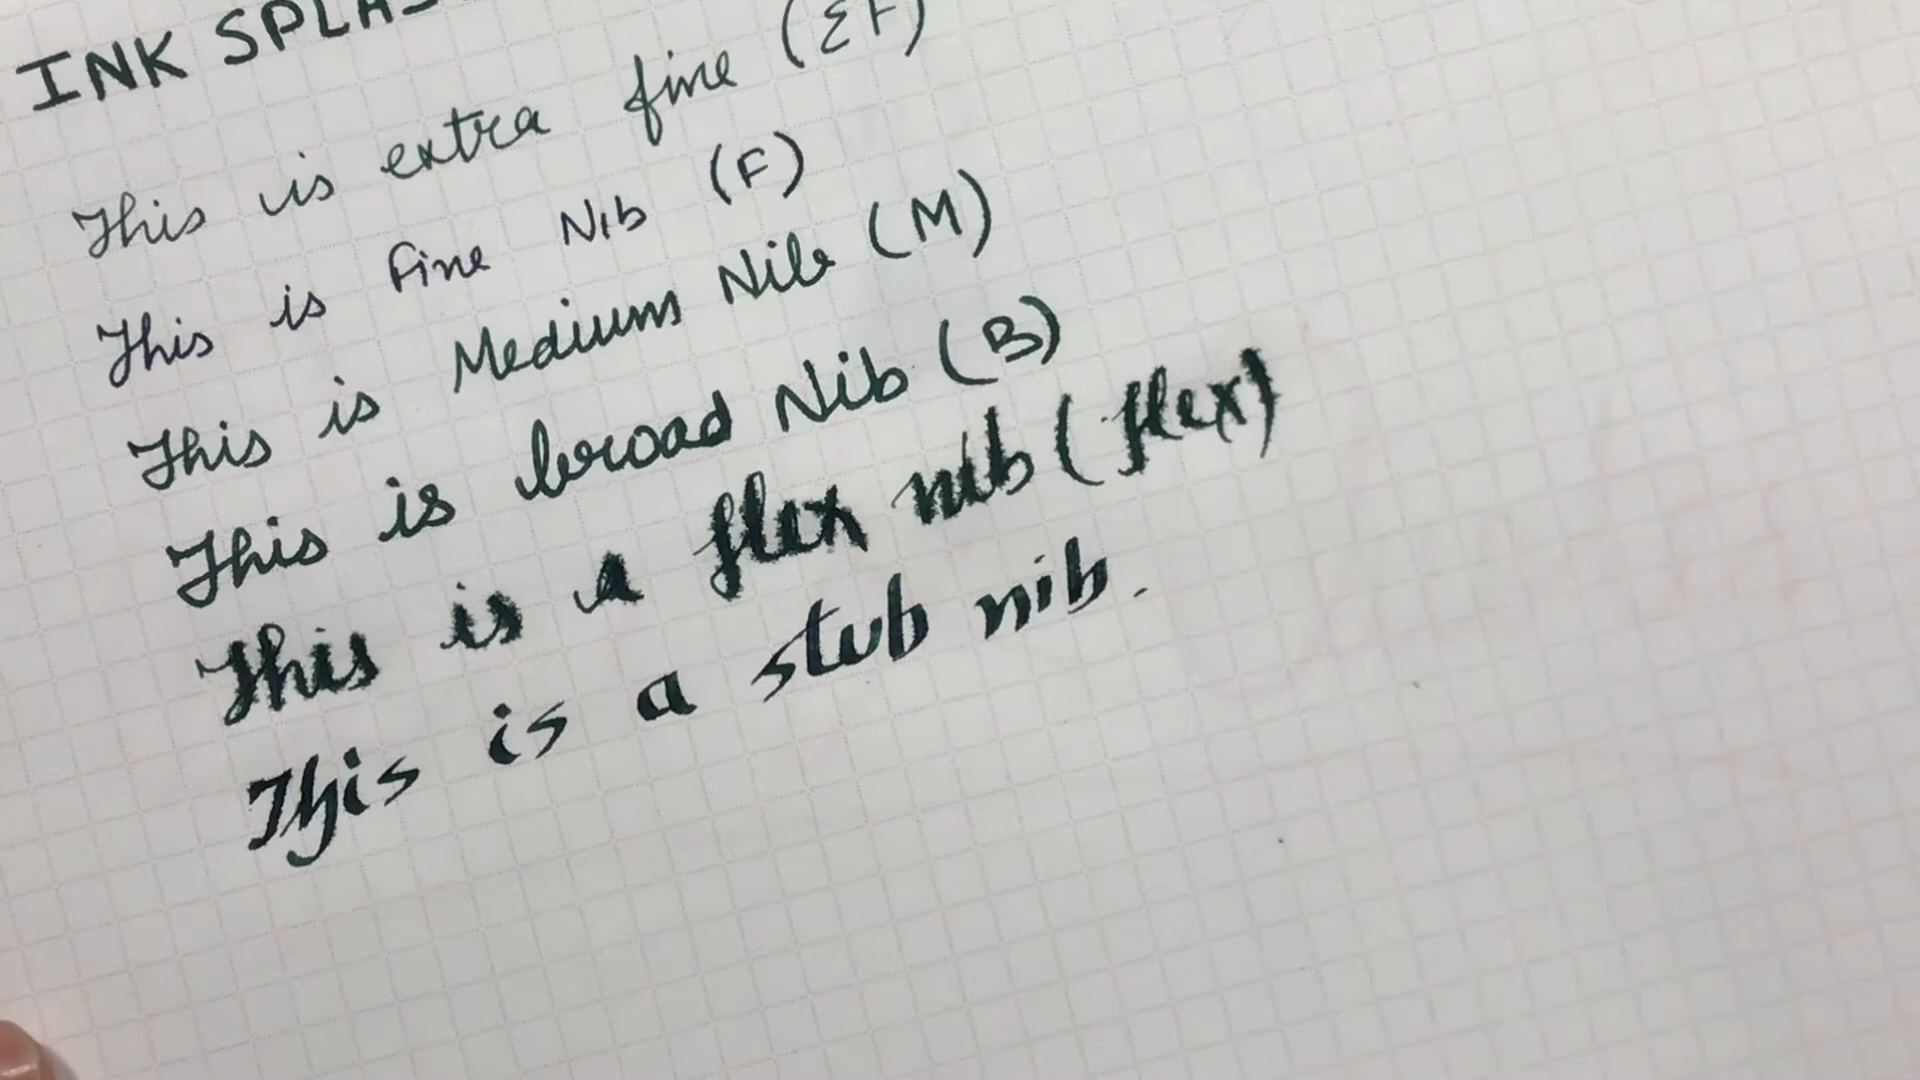 INK
This is extra fine (EF)
This is Fine Nib (F)
This is Medium Nib (M)
This is broad Nib (B)
This is a flex nib (flex)
This is a stub nib.